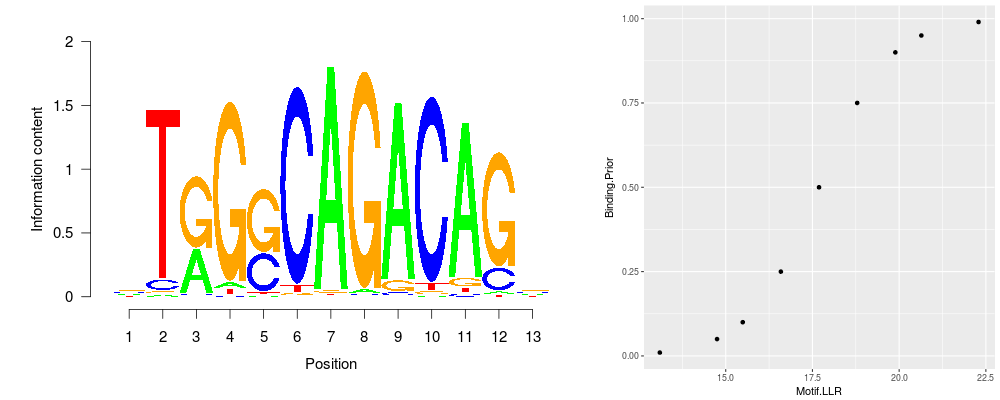 Information content
2
1.5
1
0.5
0
TGGGCAGACAG
CACC
1 2 3 4 5 6 7 8 9 10 11 12 13
Position
Binding.Prior
1.00
0.75
0.50
0.25
0.00
15.0 17.5 20.0 22.5
Motif.LLR